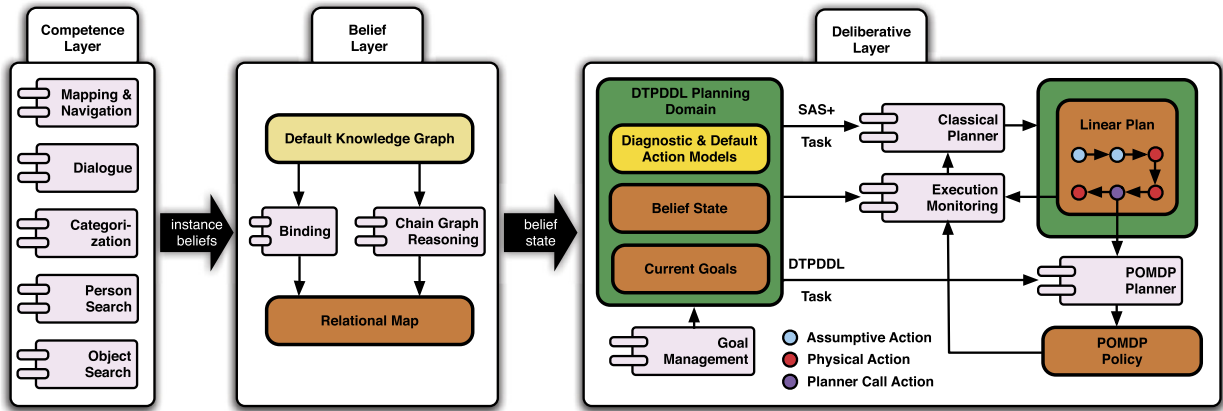 Competence
Layer
Mapping &
Navigation
Dialogue
Categori-
zation
Person
Search
Object
Search
instance
beliefs
Belief
Layer
Default Knowledge Graph
Binding
Chain Graph
Reasoning
Relational Map
belief
state
Deliberative
Layer
DTPDDL Planning
Domain
Diagnostic & Default
Action Models
Belief State
Current Goals
Goal
Management
SAS+
Task
Classical
Planner
Execution
Monitoring
DTPDDL
Task
Linear Plan
POMDP
Planner
POMDP
Policy
Assumptive Action
Physical Action
Planner Call Action